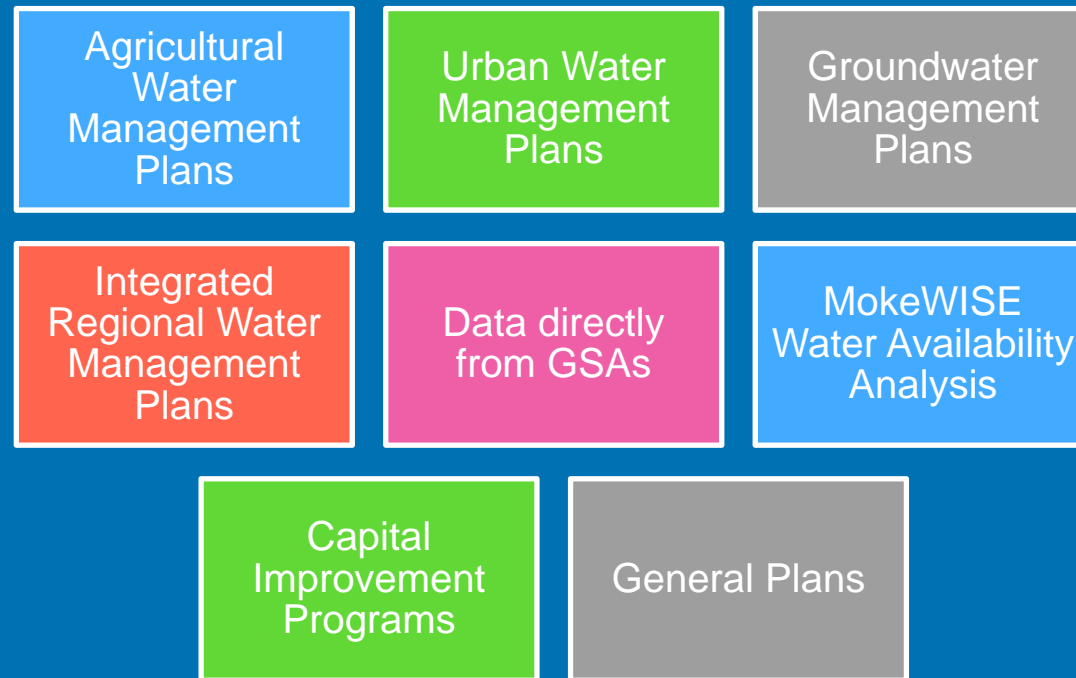 Agricultural
Water
Management
Plans
Urban Water
Management
Plans
Groundwater
Management
Plans
Integrated
Regional Water
Management
Plans
Data directly
from GSAs
MokeWISE
Water Availability
Analysis
Capital
Improvement
Programs
General Plans